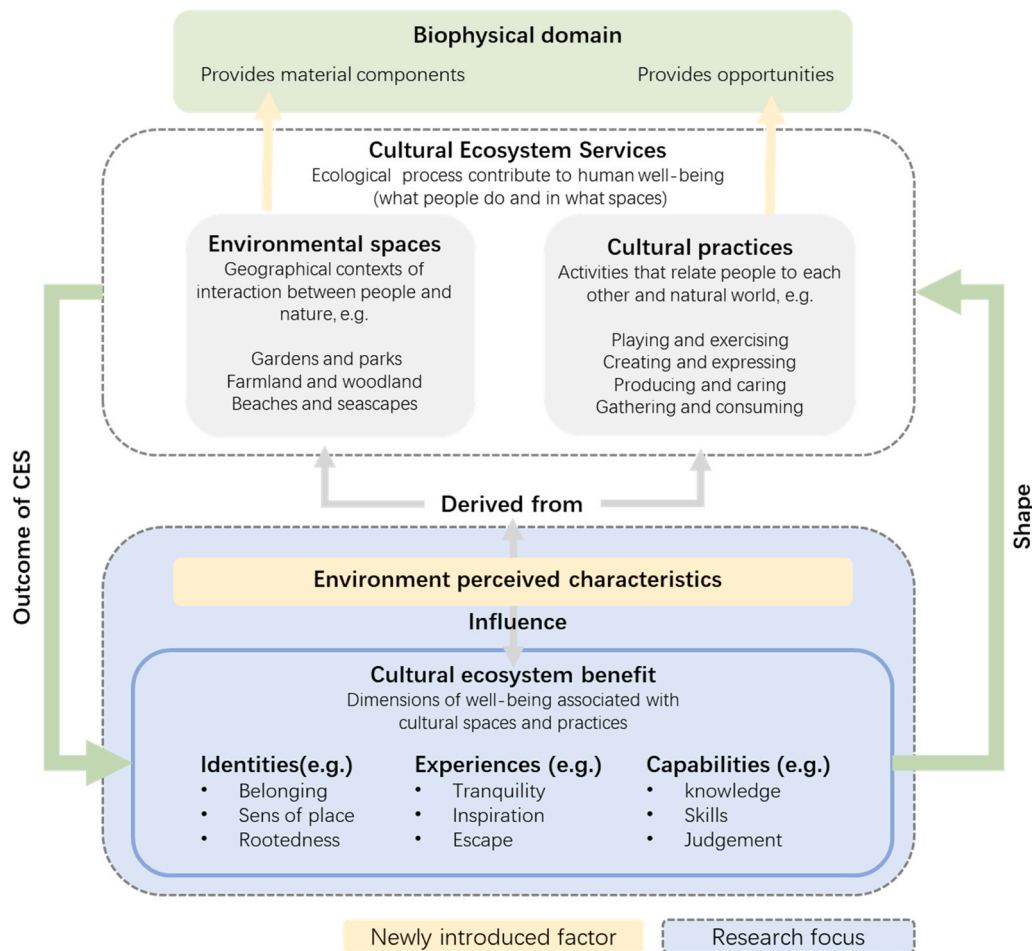 Biophysical domain
Provides material components
Provides opportunities
Cultural Ecosystem Services
Ecological process contribute to human well-being
(what people do and in what spaces)
Environmental spaces
Geographical contexts of
interaction between people and
nature, e.g.
Gardens and parks
Farmland and woodland
Beaches and seascapes
Cultural practices
Activities that relate people to each
other and natural world, e.g.
Playing and exercising
Creating and expressing
Producing and caring
Gathering and consuming
Outcome of CES
Shape
Derived from
Environment perceived characteristics
Influence
Cultural ecosystem benefit
Dimensions of well-being associated with
cultural spaces and practices
Identities(e.g.)
• Belonging
• Sens of place
• Rootedness
Experiences (e.g.)
• Tranquility
• Inspiration
• Escape
Capabilities (e.g.)
• knowledge
• Skills
• Judgement
Newly introduced factor
Research focus